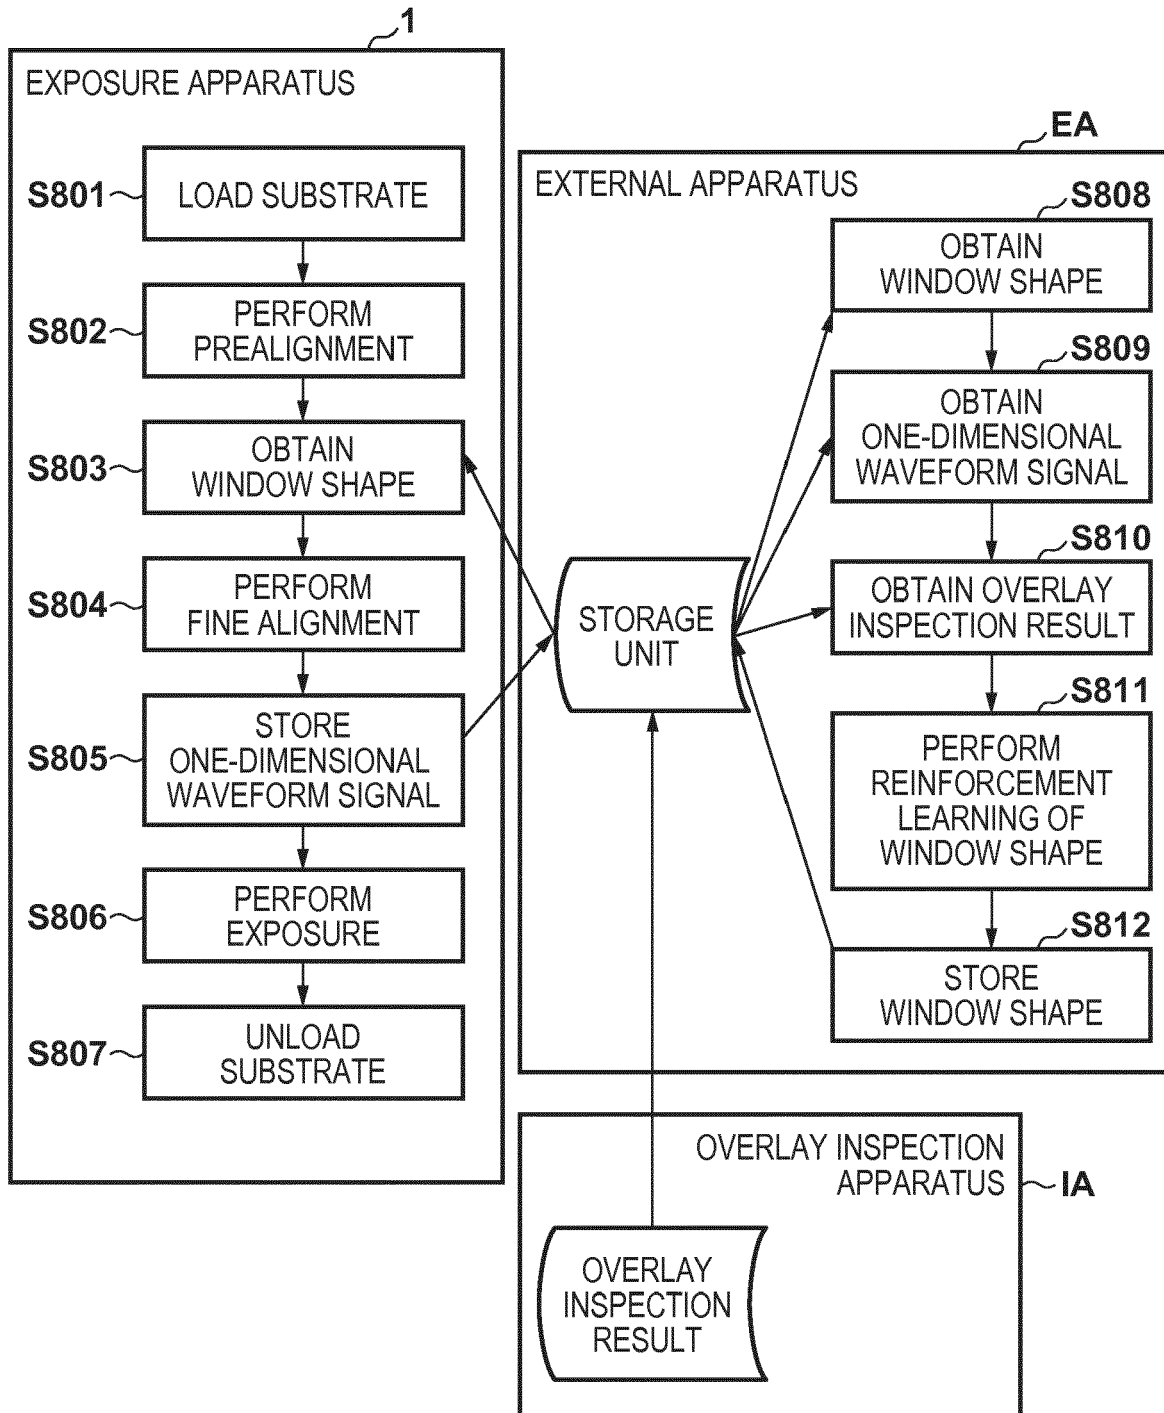 1
EXPOSURE APPARATUS
S801
LOAD SUBSTRATE
S802
PERFORM
PREALIGNMENT
S803
OBTAIN
WINDOW SHAPE
S804
PERFORM
FINE ALIGNMENT
S805
STORE
ONE-DIMENSIONAL
WAVEFORM SIGNAL
S806
PERFORM
EXPOSURE
S807
UNLOAD
SUBSTRATE
EA
EXTERNAL APPARATUS
STORAGE
UNIT
S808
OBTAIN
WINDOW SHAPE
S809
OBTAIN
ONE-DIMENSIONAL
WAVEFORM SIGNAL
S810
OBTAIN OVERLAY
INSPECTION RESULT
S811
PERFORM
REINFORCEMENT
LEARNING OF
WINDOW SHAPE
S812
STORE
WINDOW SHAPE
OVERLAY INSPECTION
APPARATUS
IA
OVERLAY
INSPECTION
RESULT